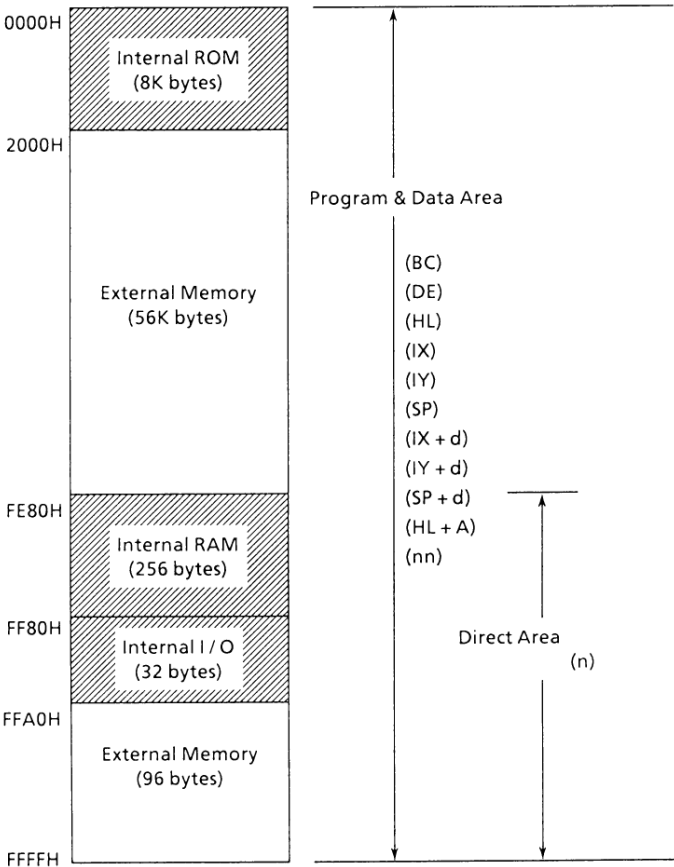 0000H
Internal ROM
(8K bytes)
2000H
External Memory
(56K bytes)
FE80H
Internal RAM
(256 bytes)
FF80H
Internal I / O
(32 bytes)
FFA0H
External Memory
(96 bytes)
FFFFH
Program & Data Area
(BC)
(DE)
(HL)
(IX)
(IY)
(SP)
(IX + d)
(IY + d)
(SP + d)
(HL + A)
(nn)
Direct Area
(n)